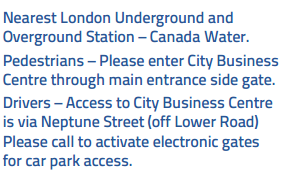 Nearest London Underground and
Overground Station – Canada Water.
Pedestrians – Please enter City Business
Centre through main entrance side gate.
Drivers – Access to City Business Centre
is via Neptune Street (off Lower Road)
Please call to activate electronic gates
for car park access.